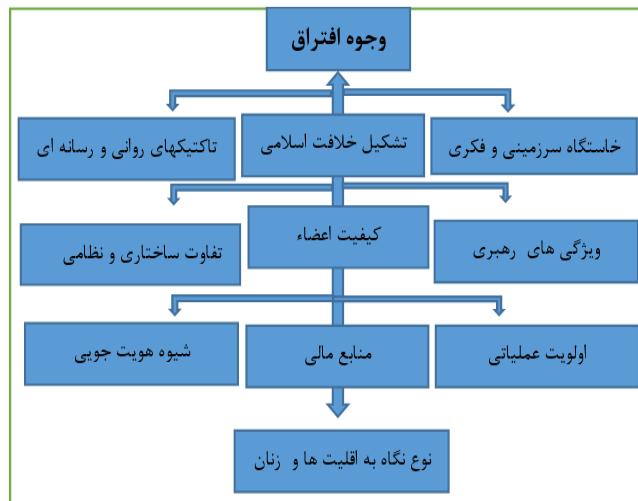 وجوه افتراق
خاستگاه سرزمینی و فکری
تشکیل خلافت اسلامی
تاکتیکهای روانی و رسانه ای
ویژگی های رهبری
کیفیت اعضاء
تفاوت ساختاری و نظامی
اولویت عملیاتی
منابع مالی
شیوه هویت جویی
نوع نگاه به اقلیت ها و زنان